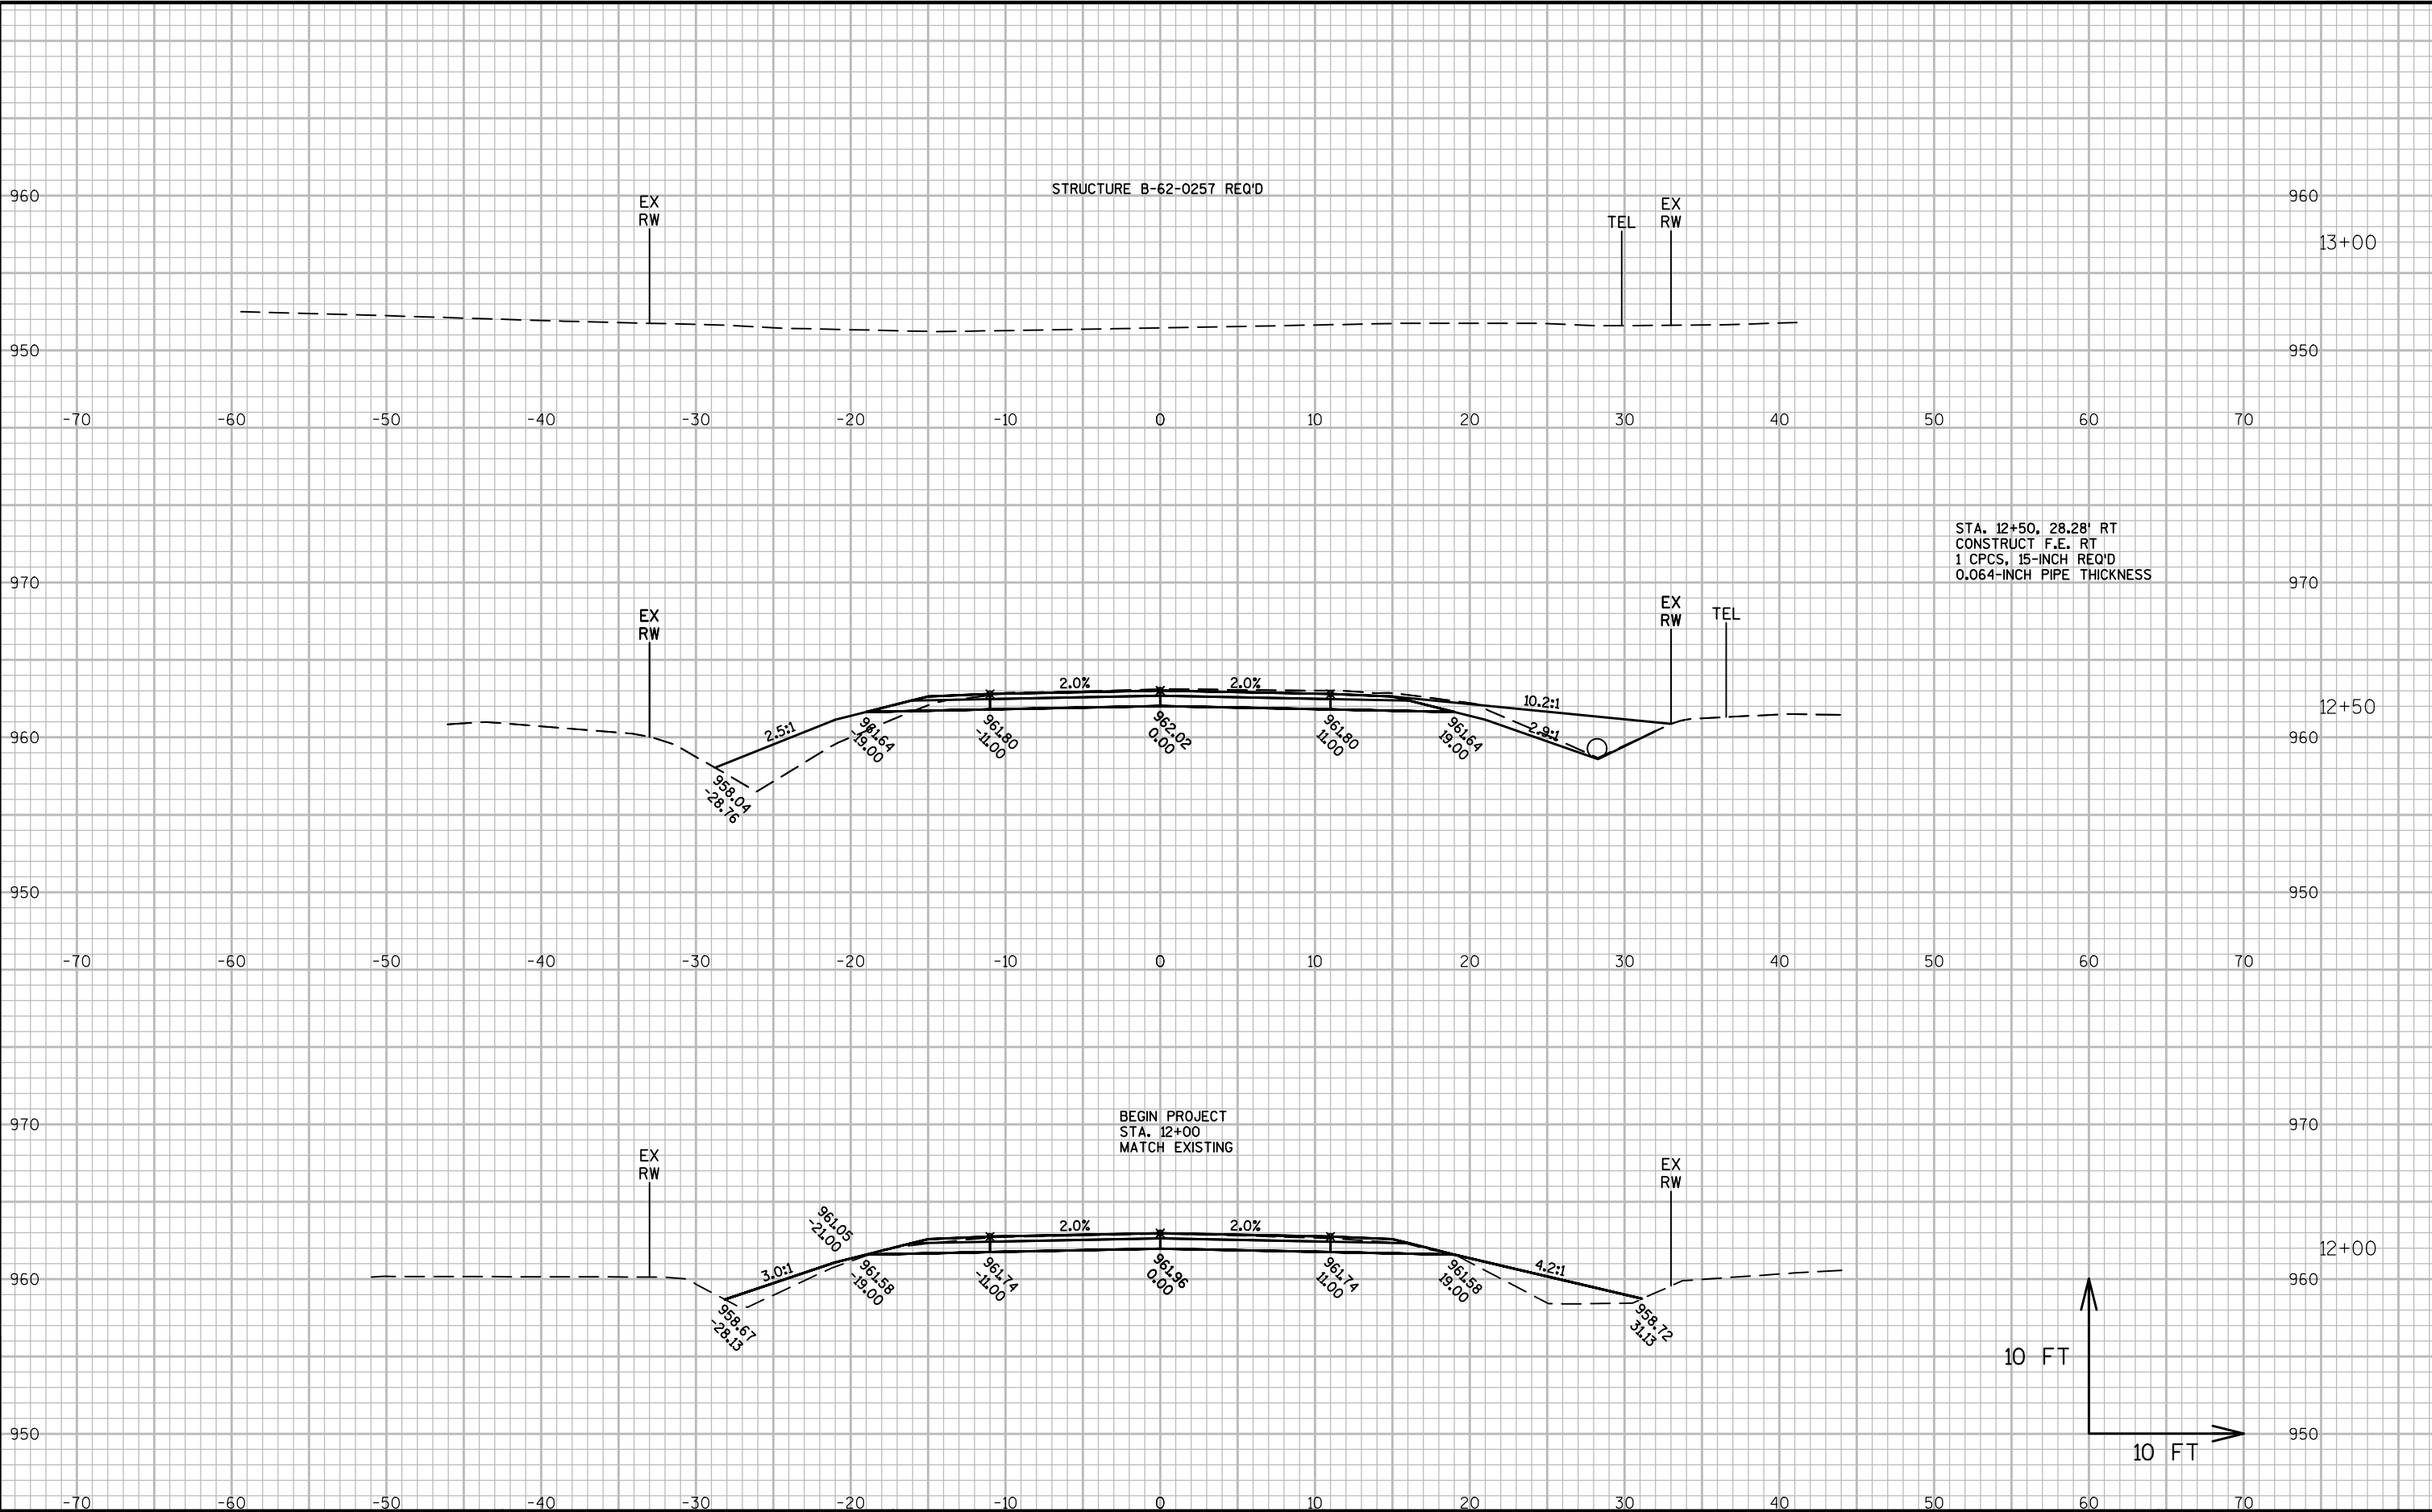 STRUCTURE B-62-0257 REQ'D
960
EX
RW
TEL
EX
RW
960
13+00
950
950
-70 -60 -50 -40 -30 -20 -10 0 10 20 30 40 50 60 70
STA. 12+50, 28.28' RT
CONSTRUCT F.E. RT
1 CPCS, 15-INCH REQ'D
0.064-INCH PIPE THICKNESS
970
970
EX
RW
EX
RW
TEL
2.0%
2.0%
10.2:1
2.5:1
2.9:1
12+50
960
960
961.64
-19.00
961.80
-11.00
962.02
0.00
961.80
11.00
961.64
19.00
958.04
-28.76
950
950
-70 -60 -50 -40 -30 -20 -10 0 10 20 30 40 50 60 70
BEGIN PROJECT
STA. 12+00
MATCH EXISTING
970
970
EX
RW
EX
RW
961.05
-21.00
2.0%
2.0%
3.0:1
4.2:1
12+00
960
960
961.58
-19.00
961.74
-11.00
961.96
0.00
961.74
11.00
961.58
19.00
958.67
-28.13
958.72
31.13
10 FT
10 FT
950
950
-70 -60 -50 -40 -30 -20 -10 0 10 20 30 40 50 60 70